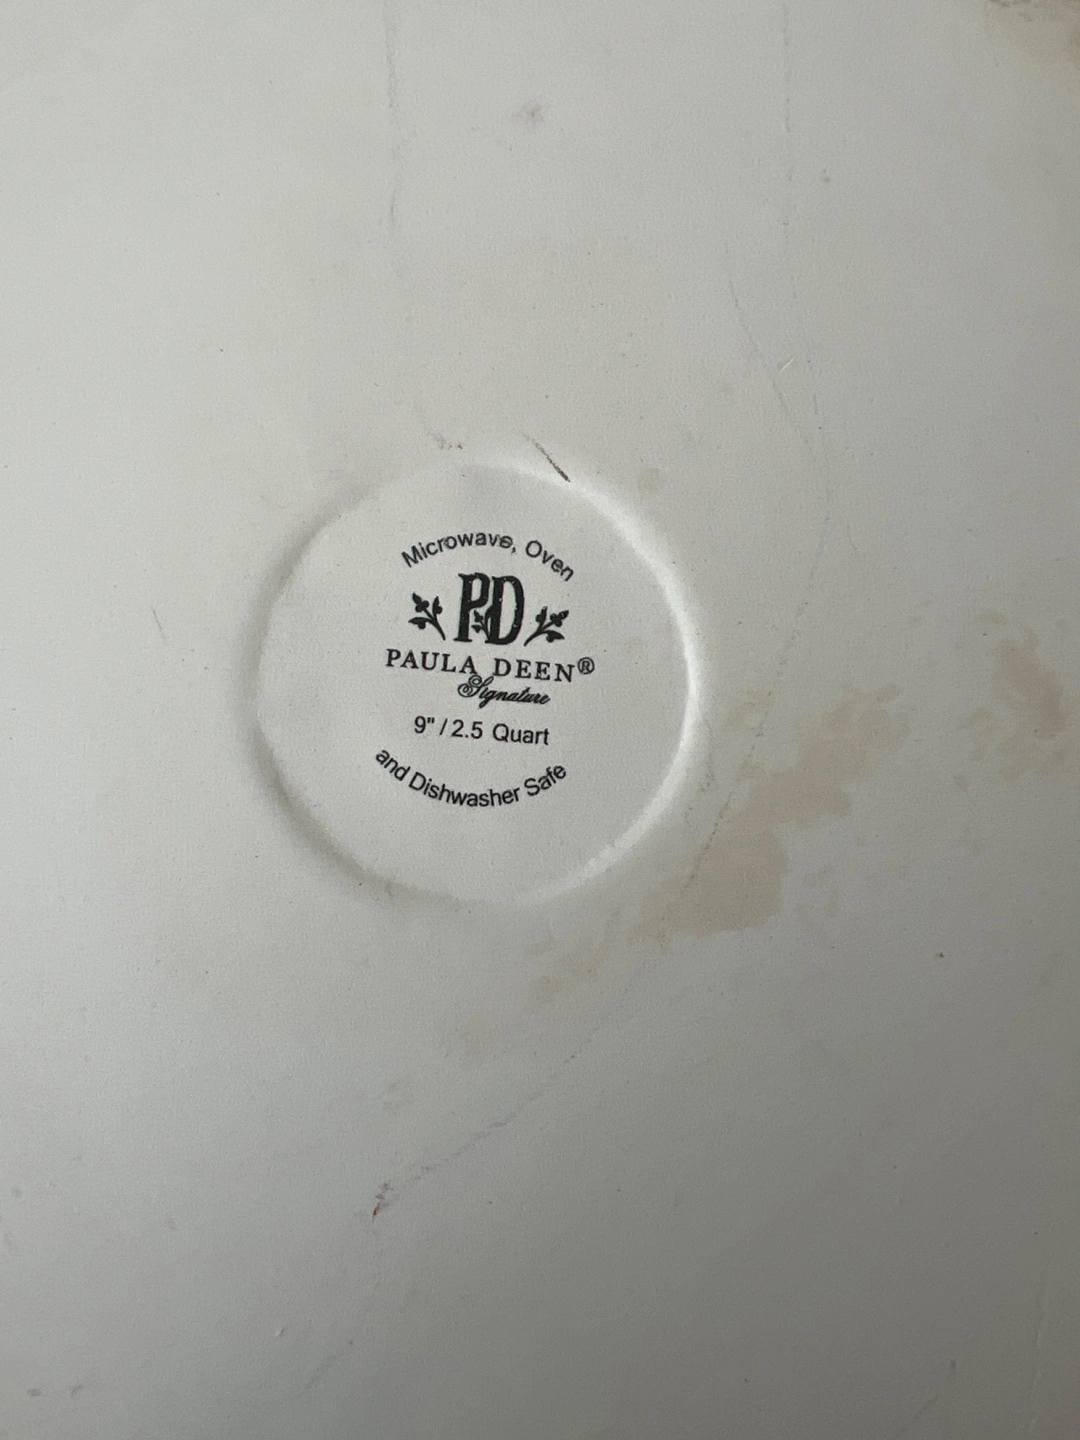 Microwave, Oven
PD
PAULA DEEN®
Signature
9" / 2.5 Quart
and Dishwasher Safe